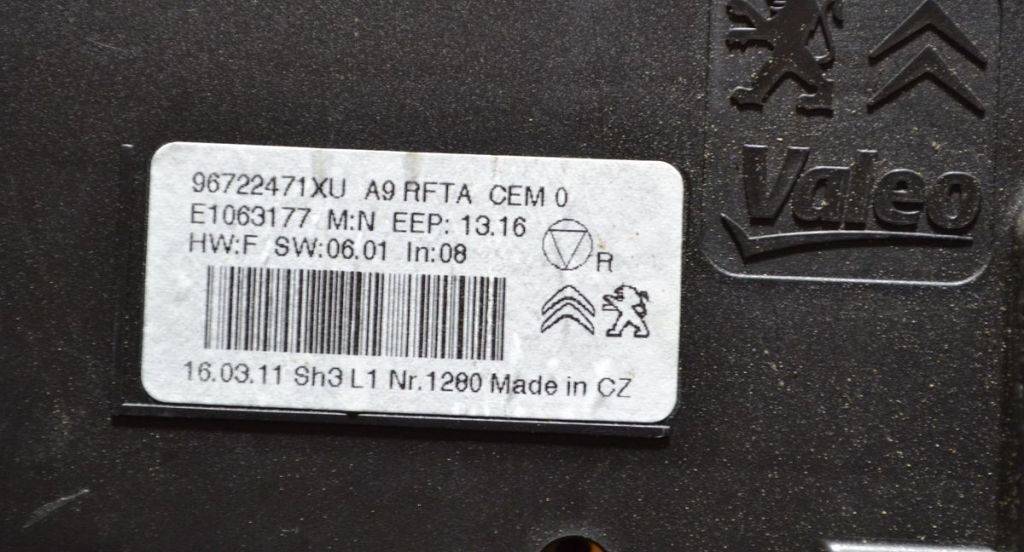 96722471XU A9 RFTA CEM 0
E1063177 M:N EEP: 13.16
HW:F SW:06.01 In:08
R
16.03.11 Sh3 L1 Nr.1280 Made in CZ
Valeo